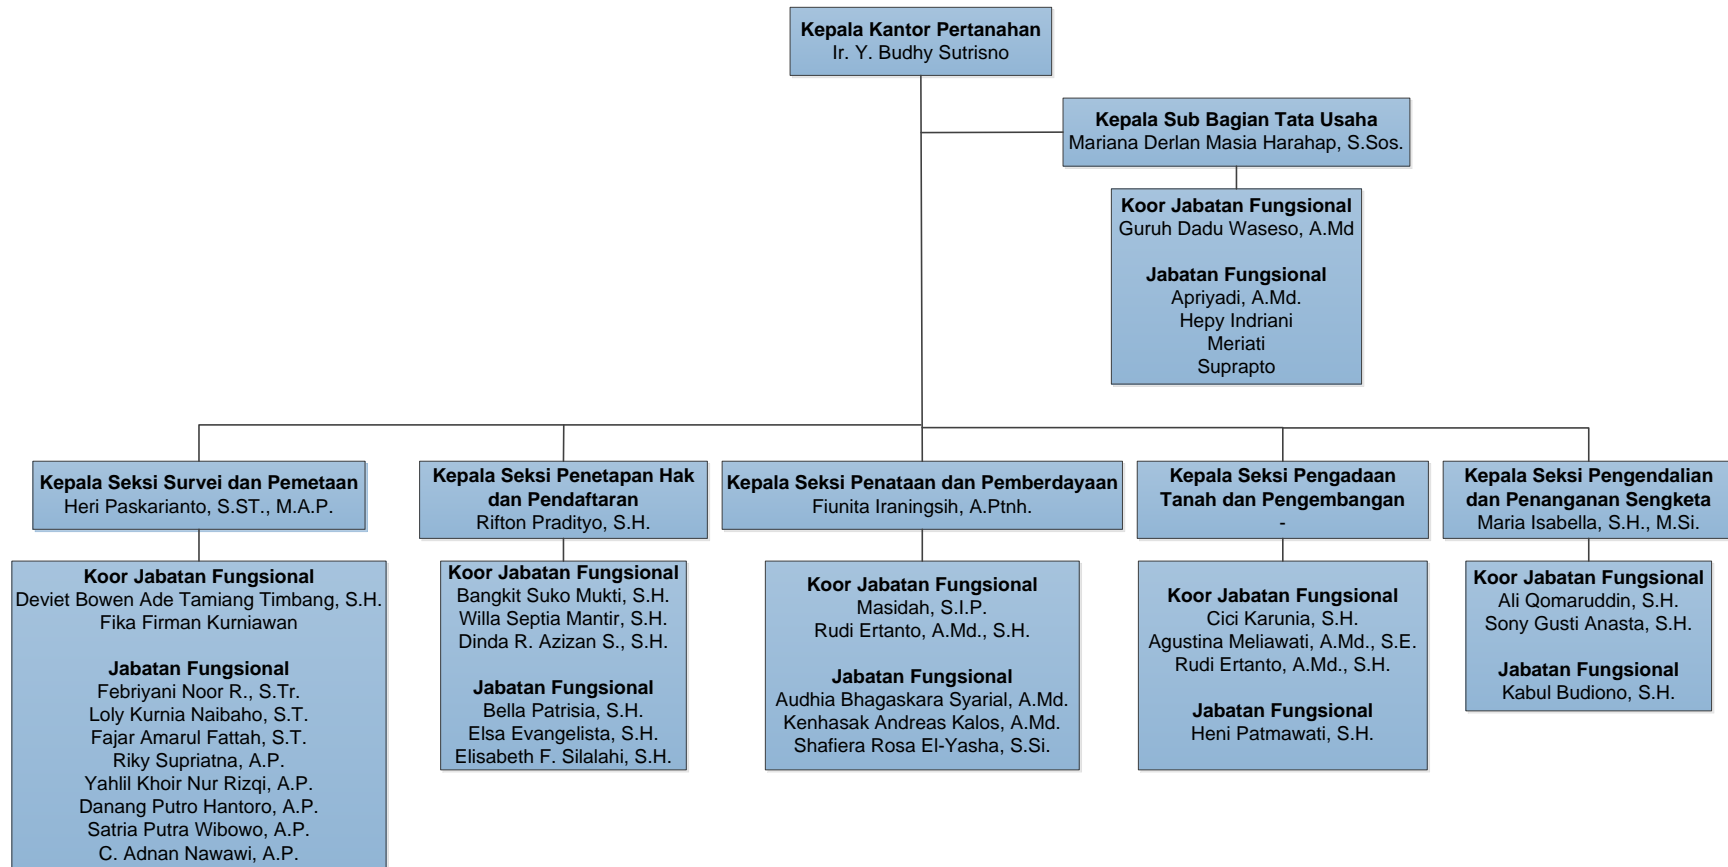 Kepala Kantor Pertanahan
Ir. Y. Budhy Sutrisno
Kepala Sub Bagian Tata Usaha
Mariana Derlan Masia Harahap, S.Sos.
Koor Jabatan Fungsional
Guruh Dadu Waseso, A.Md
Jabatan Fungsional
Apriyadi, A.Md.
Hepy Indriani
Meriati
Suprapto
Kepala Seksi Survei dan Pemetaan
Heri Paskarianto, S.ST., M.A.P.
Koor Jabatan Fungsional
Deviet Bowen Ade Tamiang Timbang, S.H.
Fika Firman Kurniawan
Jabatan Fungsional
Febriyani Noor R., S.Tr.
Loly Kurnia Naibaho, S.T.
Fajar Amarul Fattah, S.T.
Riky Supriatna, A.P.
Yahlil Khoir Nur Rizqi, A.P.
Danang Putro Hantoro, A.P.
Satria Putra Wibowo, A.P.
C. Adnan Nawawi, A.P.
Kepala Seksi Penetapan Hak
dan Pendaftaran
Rifton Pradityo, S.H.
Koor Jabatan Fungsional
Bangkit Suko Mukti, S.H.
Willa Septia Mantir, S.H.
Dinda R. Azizan S., S.H.
Jabatan Fungsional
Bella Patrisia, S.H.
Elsa Evangelista, S.H.
Elisabeth F. Silalahi, S.H.
Kepala Seksi Penataan dan Pemberdayaan
Fiunita Iraningsih, A.Ptnh.
Koor Jabatan Fungsional
Masidah, S.I.P.
Rudi Ertanto, A.Md., S.H.
Jabatan Fungsional
Audhia Bhagaskara Syarial, A.Md.
Kenhasak Andreas Kalos, A.Md.
Shafiera Rosa El-Yasha, S.Si.
Kepala Seksi Pengadaan
Tanah dan Pengembangan
-
Koor Jabatan Fungsional
Cici Karunia, S.H.
Agustina Meliawati, A.Md., S.E.
Rudi Ertanto, A.Md., S.H.
Jabatan Fungsional
Heni Patmawati, S.H.
Kepala Seksi Pengendalian
dan Penanganan Sengketa
Maria Isabella, S.H., M.Si.
Koor Jabatan Fungsional
Ali Qomaruddin, S.H.
Sony Gusti Anasta, S.H.
Jabatan Fungsional
Kabul Budiono, S.H.